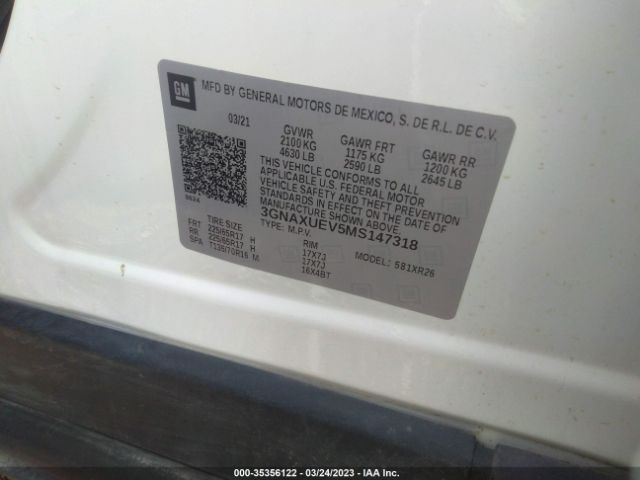 GM
MFD BY GENERAL MOTORS DE MEXICO, S. DE R.L. DE C.V.
03/21 GVWR GAWR FRT GAWR RR
2100 KG 1175 KG 1200 KG
4630 LB 2590 LB 2645 LB
THIS VEHICLE CONFORMS TO ALL
APPLICABLE U.S. FEDERAL MOTOR
VEHICLE SAFETY AND THEFT PREVENTION
STANDARDS IN EFFECT ON THE DATE OF
MANUFACTURE SHOWN ABOVE.
3GNAXUEV5MS147318
TYPE: M.P.V. MODEL: 581XR26
TIRE SIZE RIM
FRT 225/65R17 H 17X7J
RR 225/65R17 H 17X7J
SPA T135/70R16 M 16X4BT
000-35356122 - 03/24/2023 - IAA Inc.